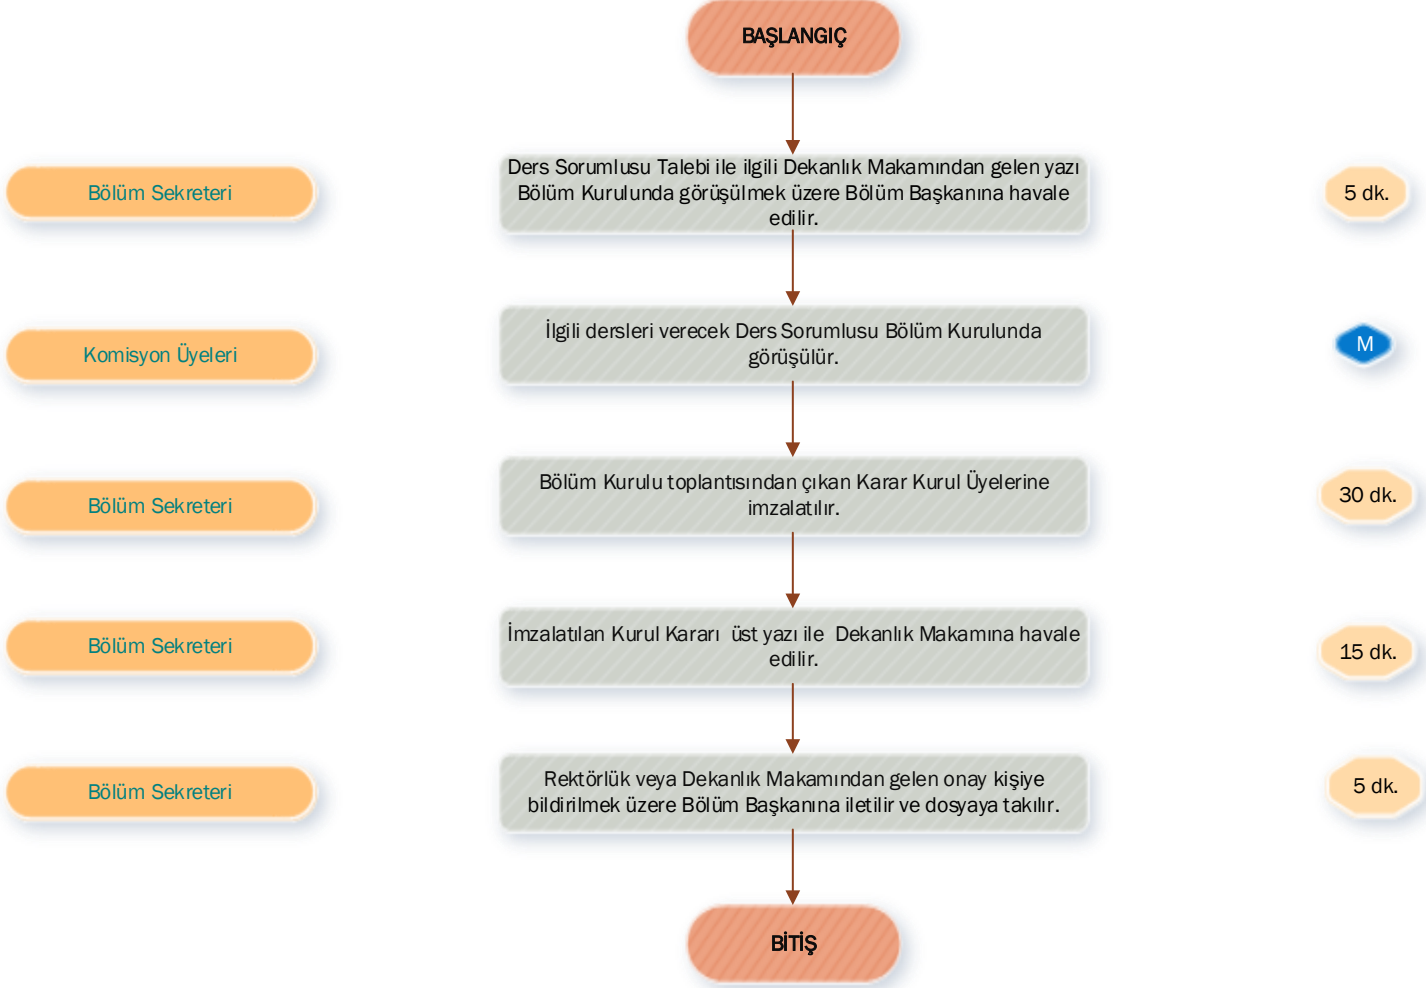 BAŞLANGIÇ
Bölüm Sekreteri
Ders Sorumlusu Talebi ile ilgili Dekanlık Makamından gelen yazı
Bölüm Kurulunda görüşülmek üzere Bölüm Başkanına havale
edilir.
5 dk.
Komisyon Üyeleri
İlgili dersleri verecek Ders Sorumlusu Bölüm Kurulunda
görüşülür.
M
Bölüm Sekreteri
Bölüm Kurulu toplantısından çıkan Karar Kurul Üyelerine
imzalatılır.
30 dk.
Bölüm Sekreteri
İmzalatılan Kurul Kararı  üst yazı ile  Dekanlık Makamına havale
edilir.
15 dk.
Bölüm Sekreteri
Rektörlük veya Dekanlık Makamından gelen onay kişiye
bildirilmek üzere Bölüm Başkanına iletilir ve dosyaya takılır.
5 dk.
BİTİŞ